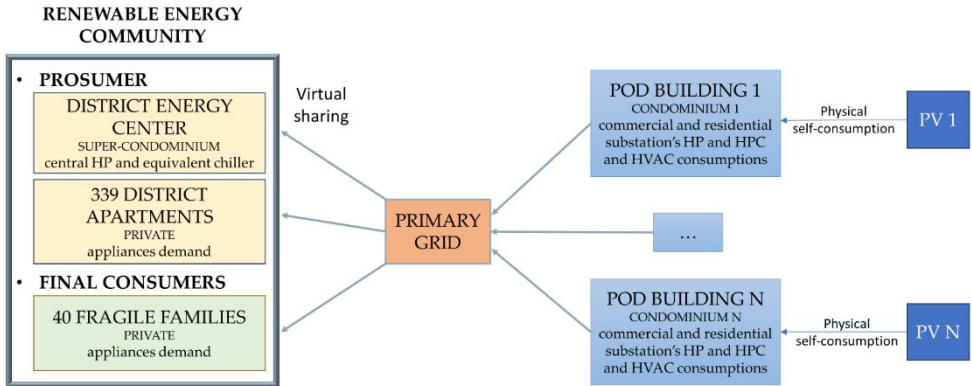 RENEWABLE ENERGY
COMMUNITY
• PROSUMER
DISTRICT ENERGY
CENTER
SUPER-CONDOMINIUM
central HP and equivalent chiller
339 DISTRICT
APARTMENTS
PRIVATE
appliances demand
• FINAL CONSUMERS
40 FRAGILE FAMILIES
PRIVATE
appliances demand
Virtual
sharing
PRIMARY
GRID
POD BUILDING 1
CONDOMINIUM 1
commercial and residential
substation's HP and HPC
and HVAC consumptions
Physical
self-consumption
PV 1
...
POD BUILDING N
CONDOMINIUM N
commercial and residential
substation's HP and HPC
and HVAC consumptions
Physical
self-consumption
PV N